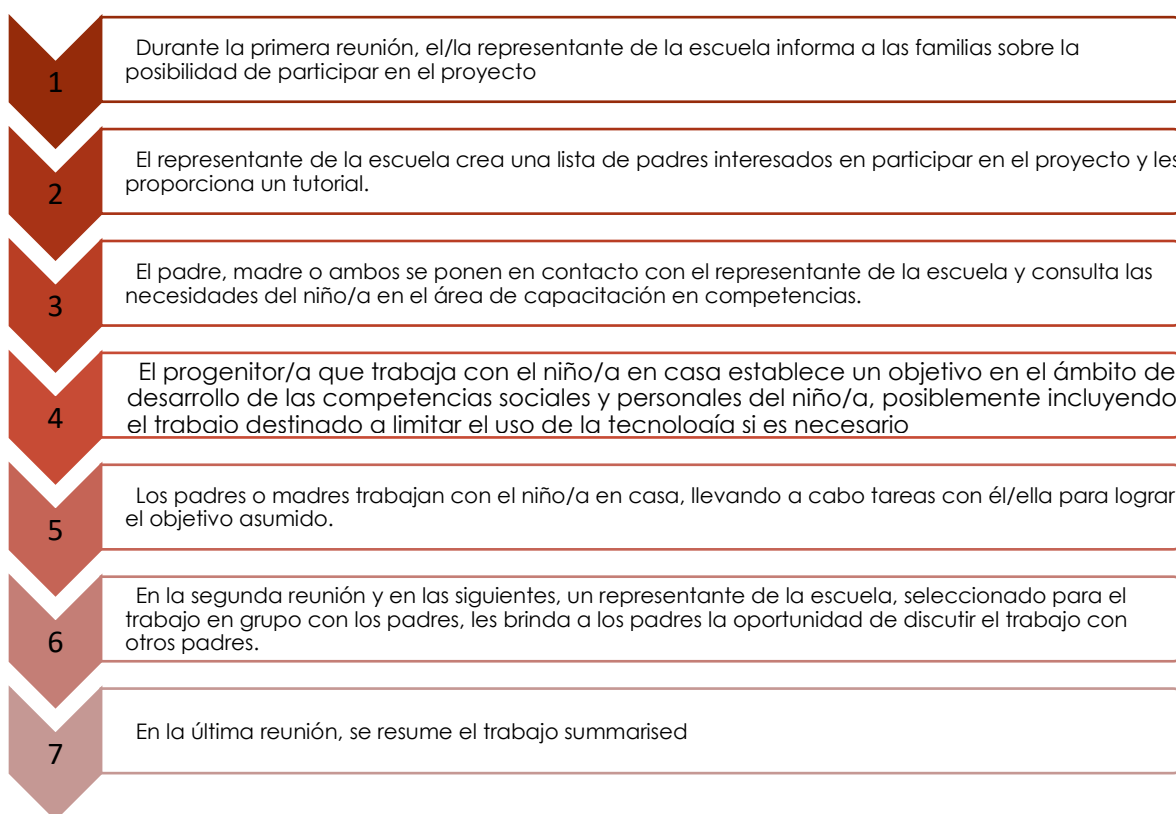 1
Durante la primera reunión, el/la representante de la escuela informa a las familias sobre la
posibilidad de participar en el proyecto
2
El representante de la escuela crea una lista de padres interesados en participar en el proyecto y les
proporciona un tutorial.
3
El padre, madre o ambos se ponen en contacto con el representante de la escuela y consulta las
necesidades del niño/a en el área de capacitación en competencias.
4
El progenitor/a que trabaja con el niño/a en casa establece un objetivo en el ámbito de
desarrollo de las competencias sociales y personales del niño/a, posiblemente incluyendo
el trabajo destinado a limitar el uso de la tecnología si es necesario
5
Los padres o madres trabajan con el niño/a en casa, llevando a cabo tareas con él/ella para lograr
el objetivo asumido.
6
En la segunda reunión y en las siguientes, un representante de la escuela, seleccionado para el
trabajo en grupo con los padres, les brinda a los padres la oportunidad de discutir el trabajo con
otros padres.
7
En la última reunión, se resume el trabajo summarised